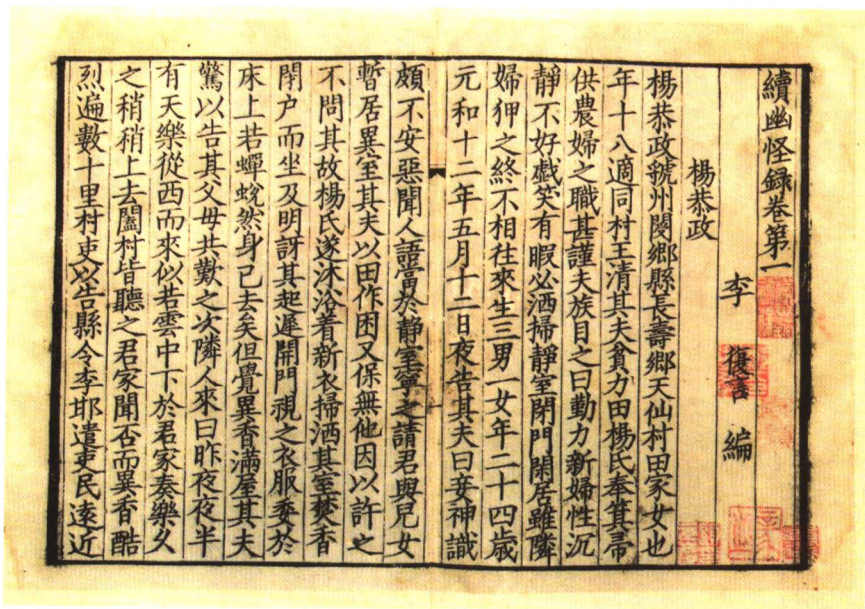 續幽怪録卷第一
李復言編
楊恭政
楊恭政虢州閿鄉縣長壽鄉天仙村田家女也
年十八適同村王清其夫貧力田楊氏奉箕帚
供農婦之職甚謹夫族目之曰勤力新婦性沉
靜不好戲笑有暇必洒掃靜室閉門閑居雖隣
婦狎之終不相往來生三男一女年二十四歲
元和十二年五月十二日夜告其夫曰妾神識
頗不安惡聞人語當於靜室寧之請君與兒女
暫居異室其夫以田作困又保無他因以許之
不問其故楊氏遂沐浴着新衣掃洒其室焚香
閉户而坐及明訝其起遲開門視之衣服委於
床上若蟬蛻然身已去矣但覺異香滿屋其夫
驚以告其父母共歎之次隣人來曰昨夜夜半
有天樂從西而來似若雲中下於君家奏樂久
之稍稍上去闔村皆聽之君家聞否而異香酷
烈遍數十里村吏以告縣令李邯遣吏民遠近